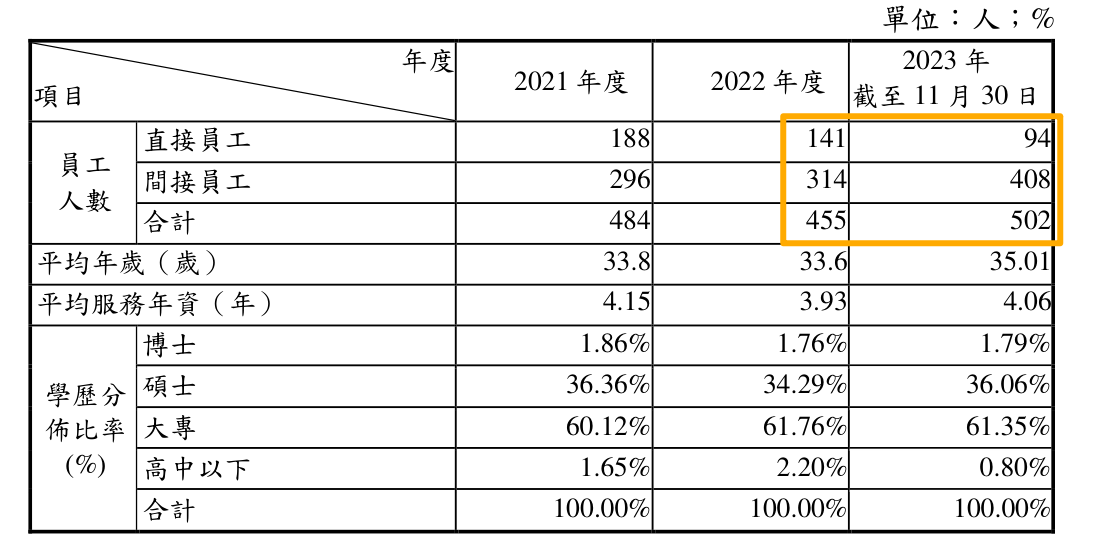 單位：人；%
年度
項目
2021 年度
2022 年度
2023 年
截至 11 月 30 日
員工
人數
直接員工 188 141 94
間接員工 296 314 408
合計 484 455 502
平均年歲（歲） 33.8 33.6 35.01
平均服務年資（年） 4.15 3.93 4.06
學歷分
佈比率
(%)
博士 1.86% 1.76% 1.79%
碩士 36.36% 34.29% 36.06%
大專 60.12% 61.76% 61.35%
高中以下 1.65% 2.20% 0.80%
合計 100.00% 100.00% 100.00%